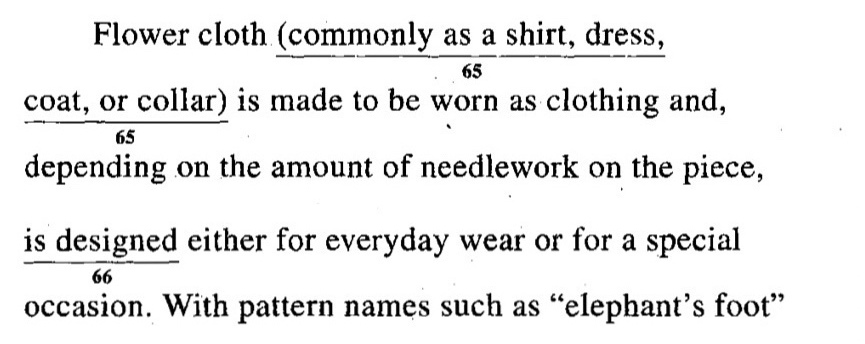 Flower cloth (commonly as a shirt, dress,
65
coat, or collar) is made to be worn as clothing and,
65
depending on the amount of needlework on the piece,
is designed either for everyday wear or for a special
66
occasion. With pattern names such as “elephant’s foot”